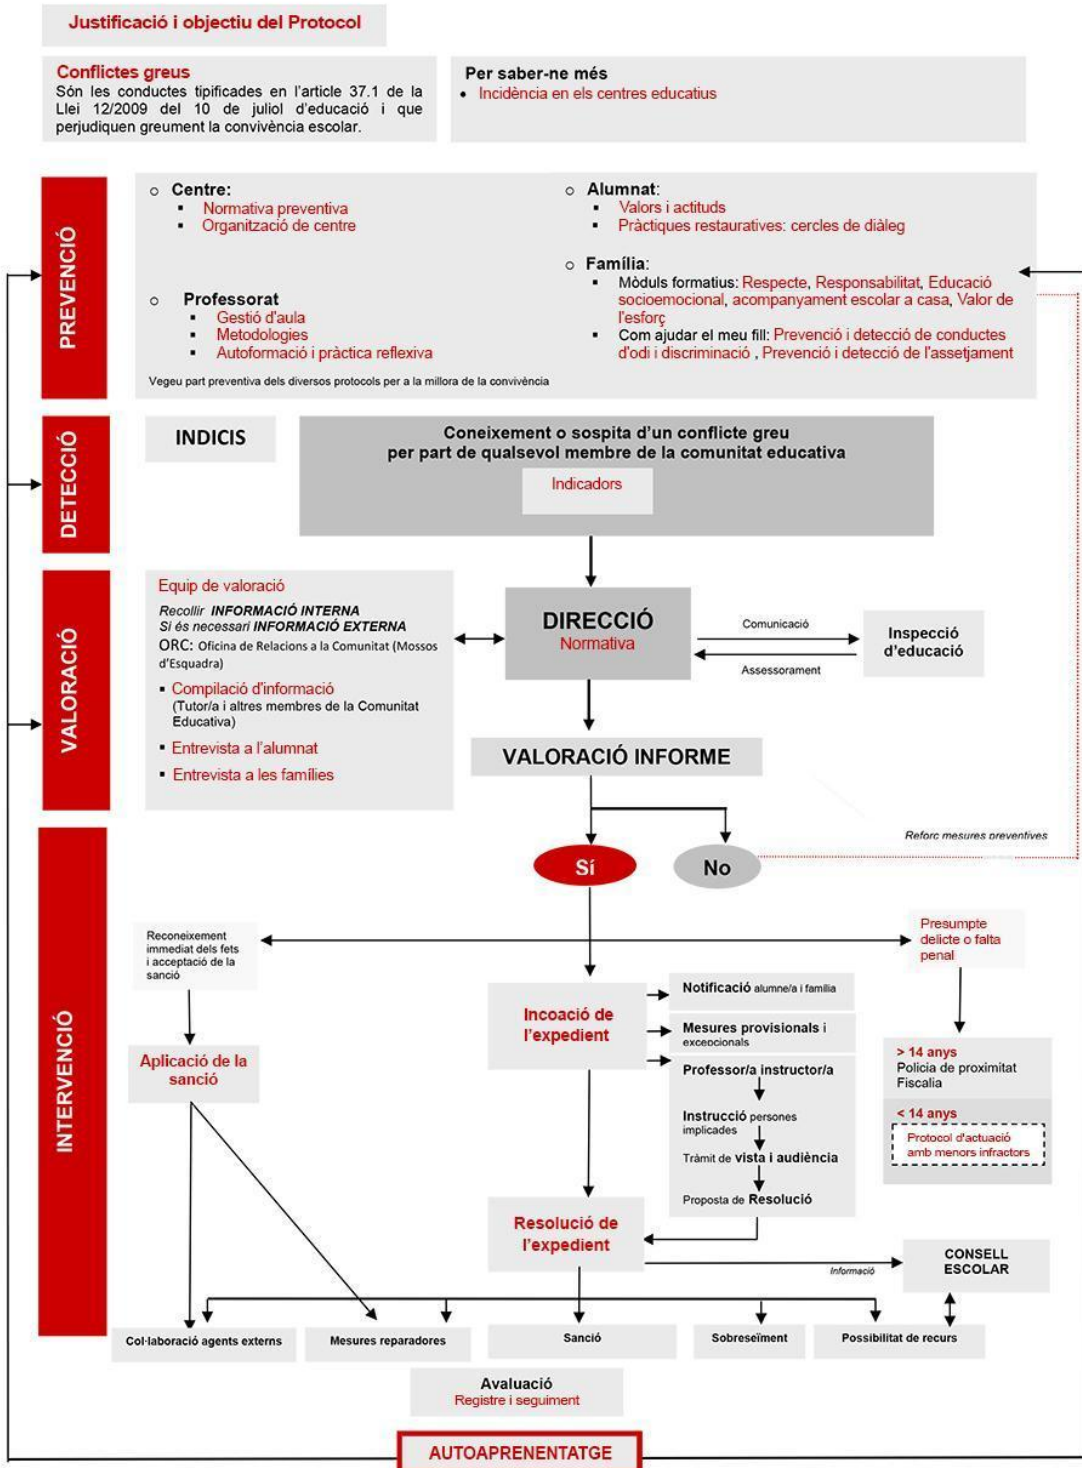 Justificació i objectiu del Protocol
Conflictes greus
Són les conductes tipificades en l'article 37.1 de la
Llei 12/2009 del 10 de juliol d'educació i que
perjudiquen greument la convivència escolar.
Per saber-ne més
• Incidència en els centres educatius
PREVENCIÓ
o Centre:
▪ Normativa preventiva
▪ Organització de centre
o Professorat
▪ Gestió d'aula
▪ Metodologies
▪ Autoformació i pràctica reflexiva
Vegeu part preventiva dels diversos protocols per a la millora de la convivència
o Alumnat:
▪ Valors i actituds
▪ Pràctiques restauratives: cercles de diàleg
o Família:
▪ Mòduls formatius: Respecte, Responsabilitat, Educació
socioemocional, acompanyament escolar a casa, Valor de
l'esforç
▪ Com ajudar el meu fill: Prevenció i detecció de conductes
d'odi i discriminació , Prevenció i detecció de l'assetjament
DETECCIÓ
INDICIS
Coneixement o sospita d'un conflicte greu
per part de qualsevol membre de la comunitat educativa
Indicadors
VALORACIÓ
Equip de valoració
Recollir INFORMACIÓ INTERNA
Si és necessari INFORMACIÓ EXTERNA
ORC: Oficina de Relacions a la Comunitat (Mossos
d'Esquadra)
▪ Compilació d'informació
(Tutor/a i altres membres de la Comunitat
Educativa)
▪ Entrevista a l'alumnat
▪ Entrevista a les famílies
DIRECCIÓ
Normativa
Comunicació
Assessorament
Inspecció
d'educació
VALORACIÓ INFORME
Reforc mesures preventives
Sí
No
INTERVENCIÓ
Reconeixement
immediat dels fets
i acceptació de la
sanció
Presumpte
delicte o falta
penal
Aplicació de la
sanció
Incoació de
l'expedient
Notificació alumne/a i família
Mesures provisionals i
excepcionals
Professor/a instructor/a
Instrucció persones
implicades
Tràmit de vista i audiència
Proposta de Resolució
> 14 anys
Policia de proximitat
Fiscalia
< 14 anys
Protocol d'actuació
amb menors infractors
Resolució de
l'expedient
Informació
CONSELL
ESCOLAR
Col·laboració agents externs
Mesures reparadores
Sanció
Sobreseïment
Possibilitat de recurs
Avaluació
Registre i seguiment
AUTOAPRENENTATGE